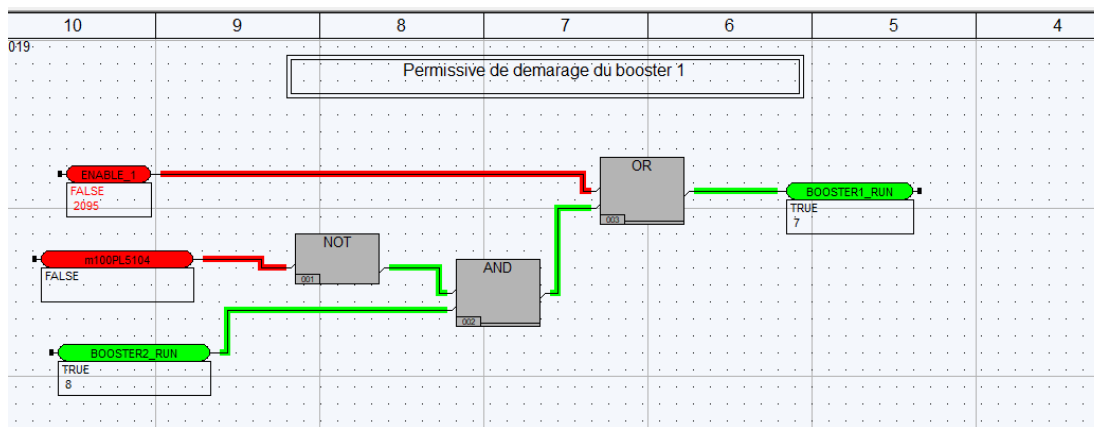 10 9 8 7 6 5 4
019
Permissive de demarage du booster 1
ENABLE_1
FALSE
2095
OR
003
BOOSTER1_RUN
TRUE
7
m100PL5104
FALSE
NOT
001
AND
002
BOOSTER2_RUN
TRUE
8